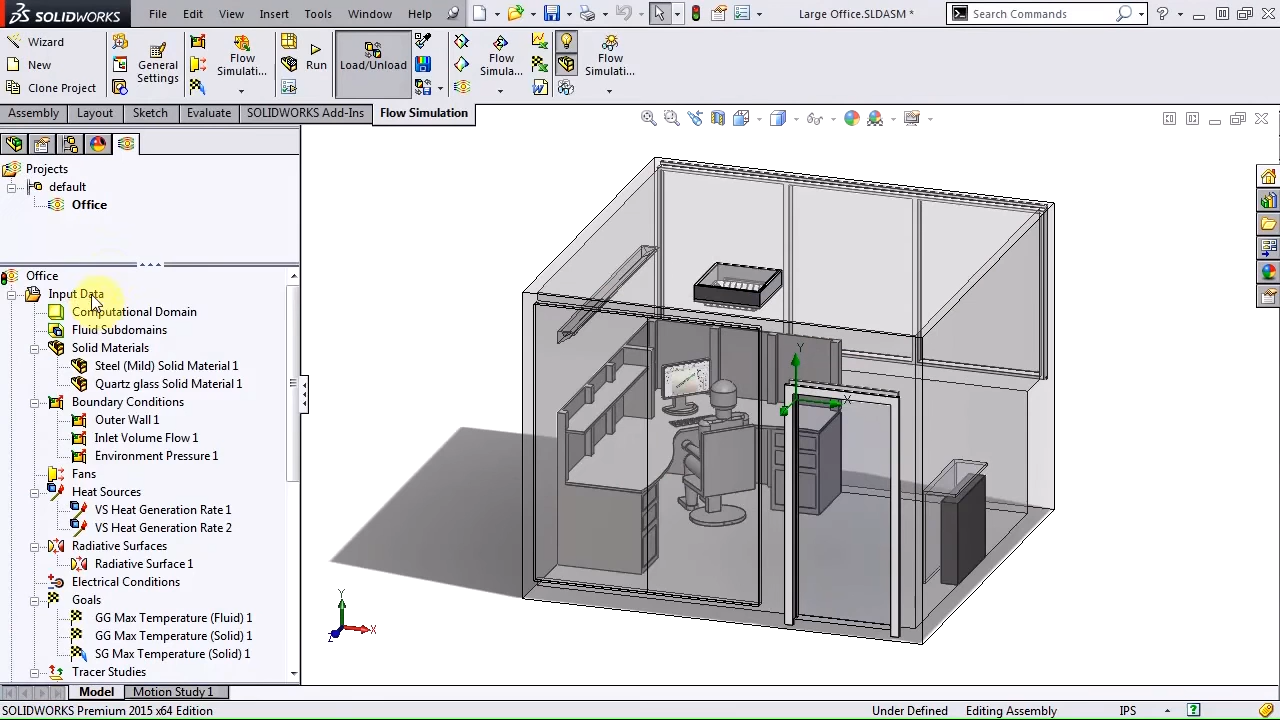 SOLIDWORKS
File Edit View Insert Tools Window Help
Large Office.SLDASM *
Search Commands
Wizard
New
Clone Project
General Settings
Flow Simulati...
Run
Load/Unload
Flow Simula...
Flow Simulati...
Assembly Layout Sketch Evaluate SOLIDWORKS Add-Ins Flow Simulation
Projects
default
Office
Office
Input Data
Computational Domain
Fluid Subdomains
Solid Materials
Steel (Mild) Solid Material 1
Quartz glass Solid Material 1
Boundary Conditions
Outer Wall 1
Inlet Volume Flow 1
Environment Pressure 1
Fans
Heat Sources
VS Heat Generation Rate 1
VS Heat Generation Rate 2
Radiative Surfaces
Radiative Surface 1
Electrical Conditions
Goals
GG Max Temperature (Fluid) 1
GG Max Temperature (Solid) 1
SG Max Temperature (Solid) 1
Tracer Studies
Y
X
Y
X
Z
Model Motion Study 1
SOLIDWORKS Premium 2015 x64 Edition
Under Defined Editing Assembly IPS